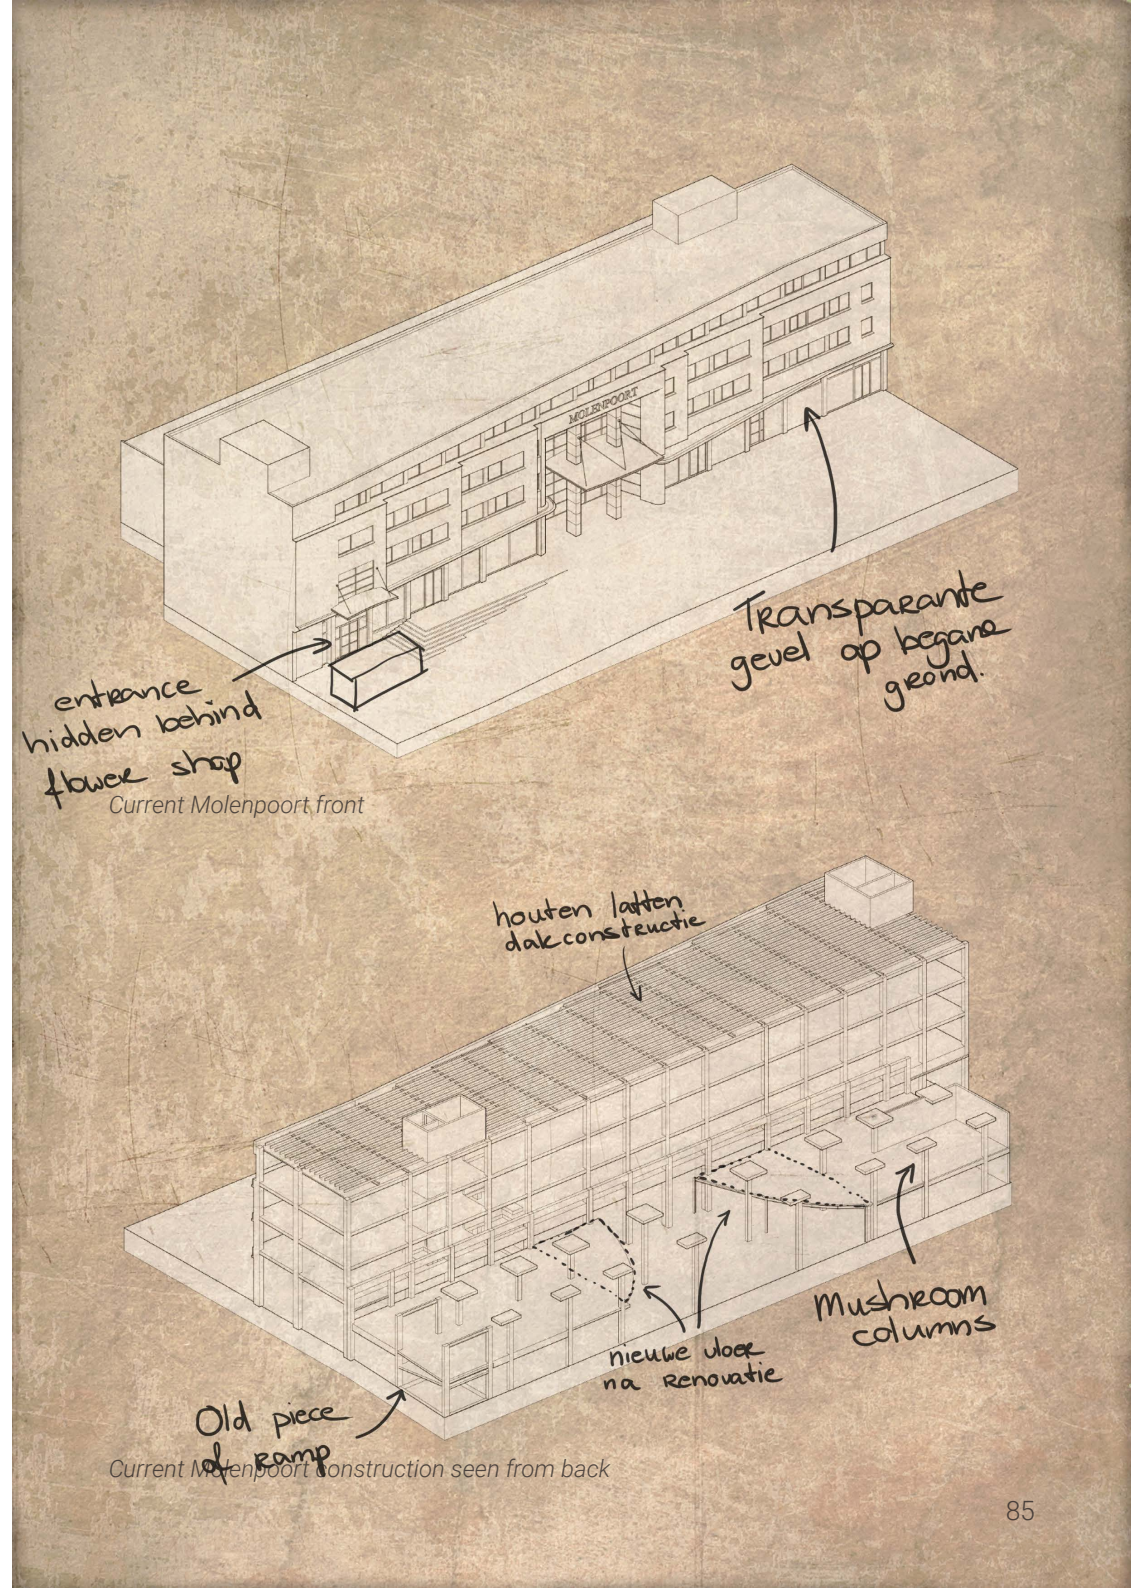 MOLENPOORT
Transparante
gevel op begane
grond.
entrance
hidden behind
flower shop
Current Molenpoort front
houten latten
dakconstructie
Mushroom
columns
nieuwe vloer
na renovatie
Old piece
of ramp
Current Molenpoort construction seen from back
85